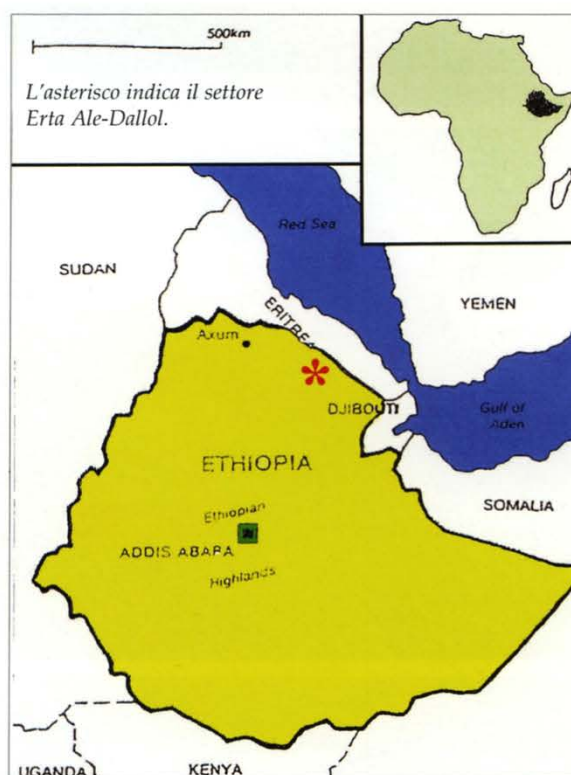 500km
L'asterisco indica il settore
Erta Ale-Dallol.
Red Sea
SUDAN
YEMEN
ERITREA
Axum
DJIBOUTI
Gulf of
Aden
ETHIOPIA
SOMALIA
Ethiopian
ADDIS ABABA
Highlands
UGANDA
KENYA